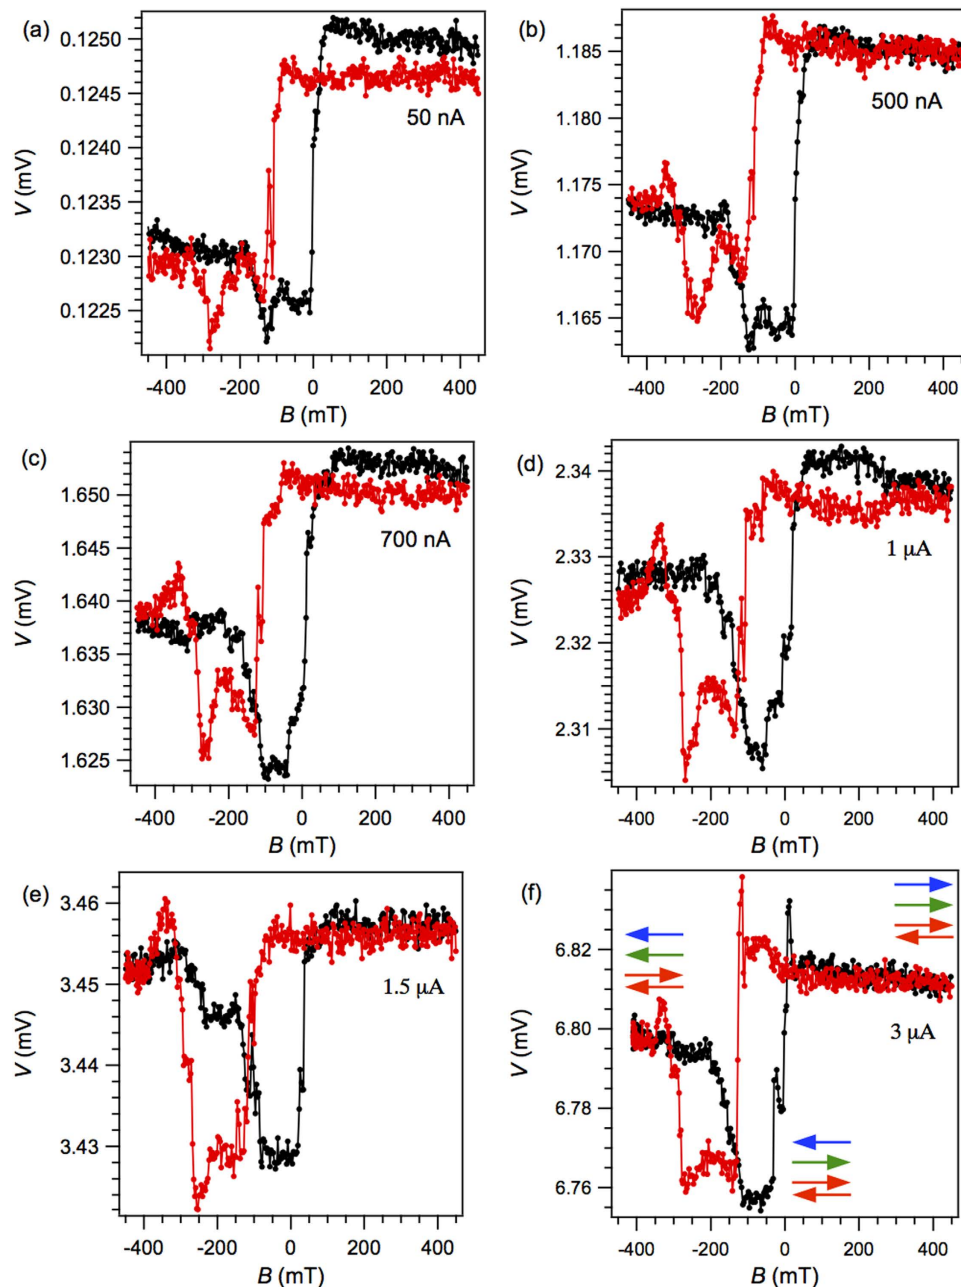 (a)
0.1250
0.1245
0.1240
0.1235
0.1230
0.1225
V (mV)
50 nA
-400 -200 0 200 400
B (mT)
(b)
1.185
1.180
1.175
1.170
1.165
V (mV)
500 nA
-400 -200 0 200 400
B (mT)
(c)
1.650
1.645
1.640
1.635
1.630
1.625
V (mV)
700 nA
-400 -200 0 200 400
B (mT)
(d)
2.34
2.33
2.32
2.31
V (mV)
1 μA
-400 -200 0 200 400
B (mT)
(e)
3.46
3.45
3.44
3.43
V (mV)
1.5 μA
-400 -200 0 200 400
B (mT)
(f)
6.82
6.80
6.78
6.76
V (mV)
3 μA
-400 -200 0 200 400
B (mT)